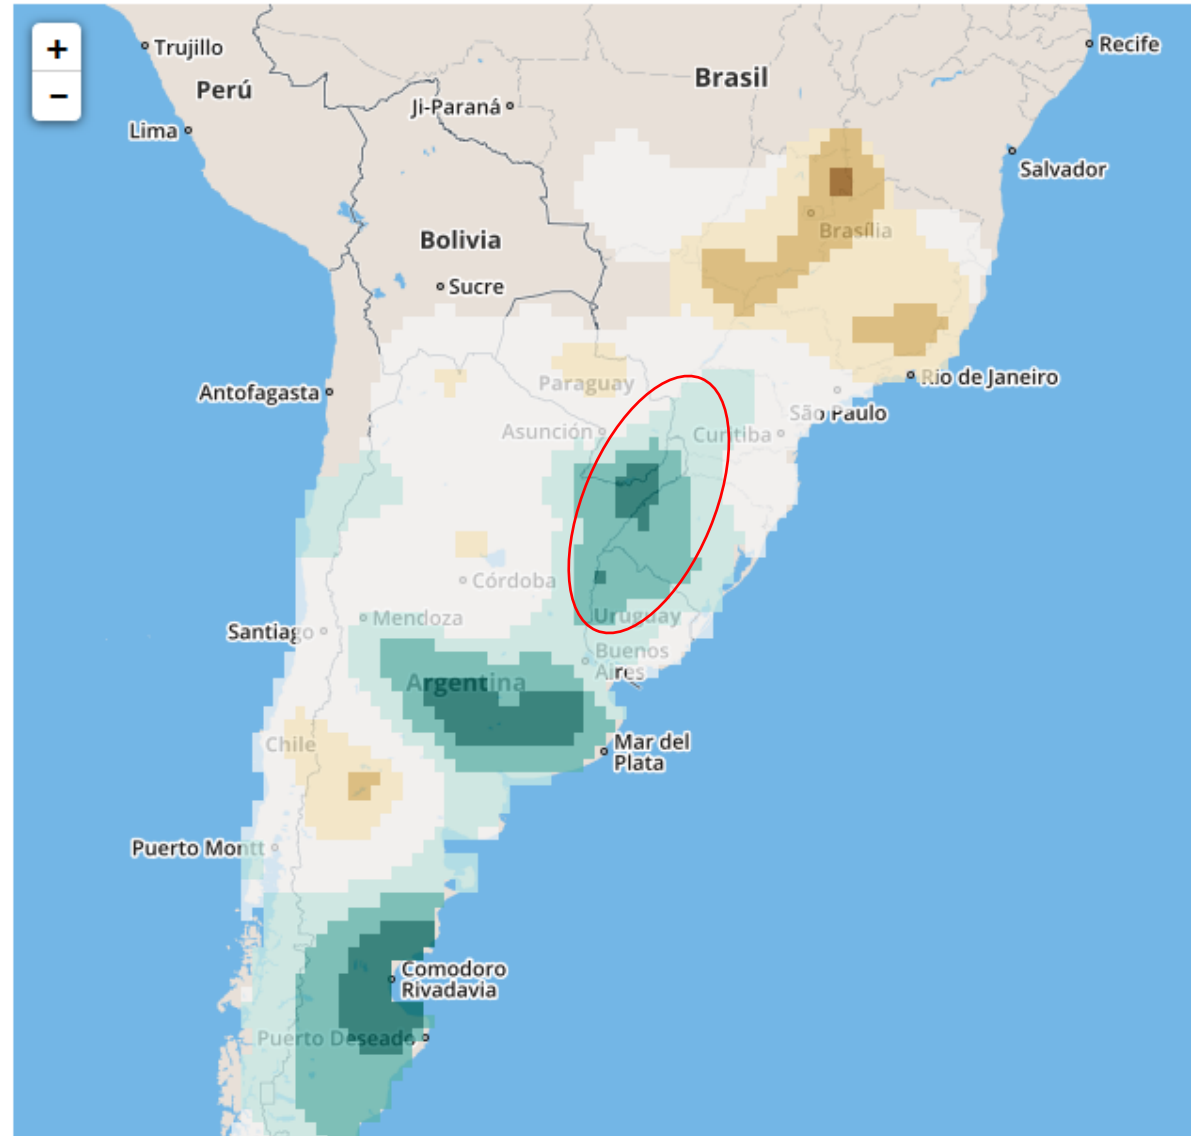 +
−
Trujillo
Recife
Perú
Brasil
Ji-Paraná
Lima
Salvador
Brasília
Bolivia
Sucre
Antofagasta
Paraguay
Rio de Janeiro
São Paulo
Asunción
Curitiba
Córdoba
Mendoza
Uruguay
Santiago
Buenos
Aires
Argentina
Chile
Mar del
Plata
Puerto Montt
Comodoro
Rivadavia
Puerto Deseado